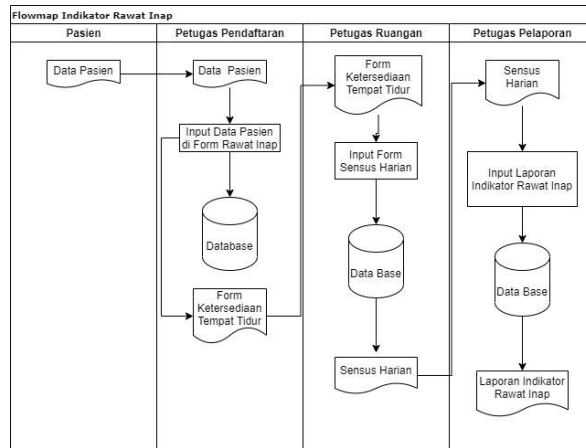 Flowmap Indikator Rawat Inap
Pasien
Petugas Pendaftaran
Petugas Ruangan
Petugas Pelaporan
Data Pasien
Data Pasien
Input Data Pasien
di Form Rawat Inap
Database
Form
Ketersediaan
Tempat Tidur
Form
Ketersediaan
Tempat Tidur
Input Form
Sensus Harian
Data Base
Sensus Harian
Sensus
Harian
Input Laporan
Indikator Rawat Inap
Data Base
Laporan Indikator
Rawat Inap